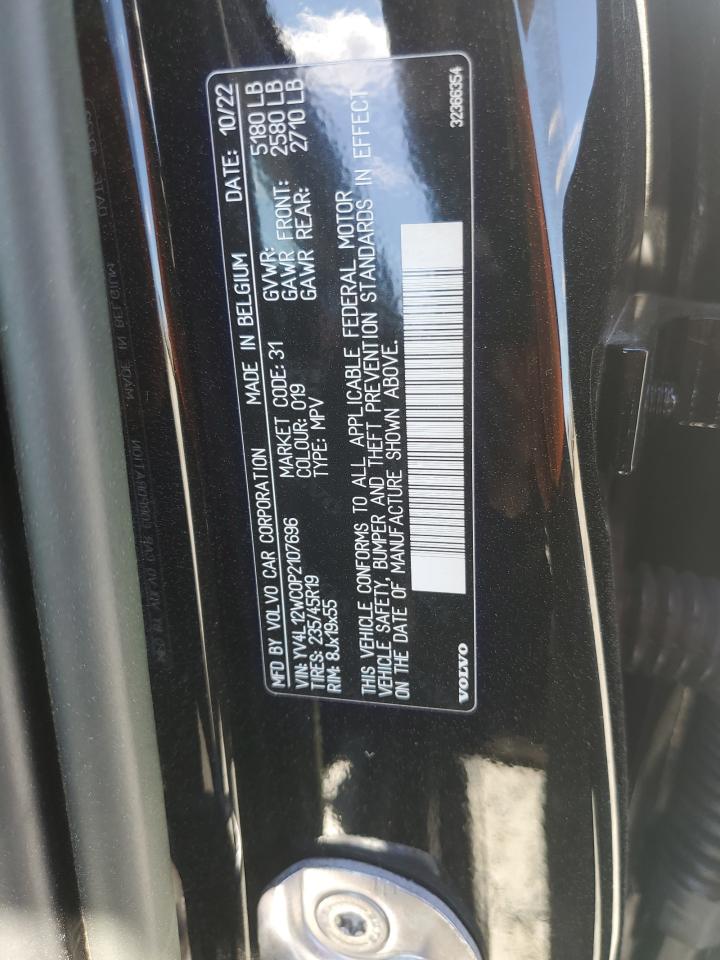 MFD BY VOLVO CAR CORPORATION MADE IN BELGIUM DATE: 10/22
VIN: YV4L12WC0P2107696 MARKET CODE: 31 GVWR: 5180 LB
TIRES: 235/45R19 COLOUR: 019 GAWR FRONT: 2580 LB
RIM: 8Jx19x55 TYPE: MPV GAWR REAR: 2710 LB
THIS VEHICLE CONFORMS TO ALL APPLICABLE FEDERAL MOTOR
VEHICLE SAFETY, BUMPER AND THEFT PREVENTION STANDARDS IN EFFECT
ON THE DATE OF MANUFACTURE SHOWN ABOVE.
VOLVO 32366354